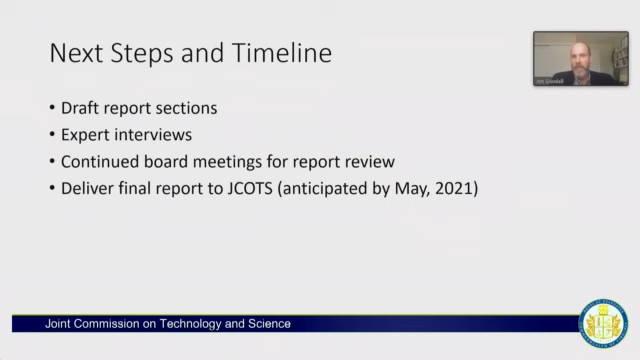 Next Steps and Timeline
• Draft report sections
• Expert interviews
• Continued board meetings for report review
• Deliver final report to JCOTS (anticipated by May, 2021)
Joint Commission on Technology and Science